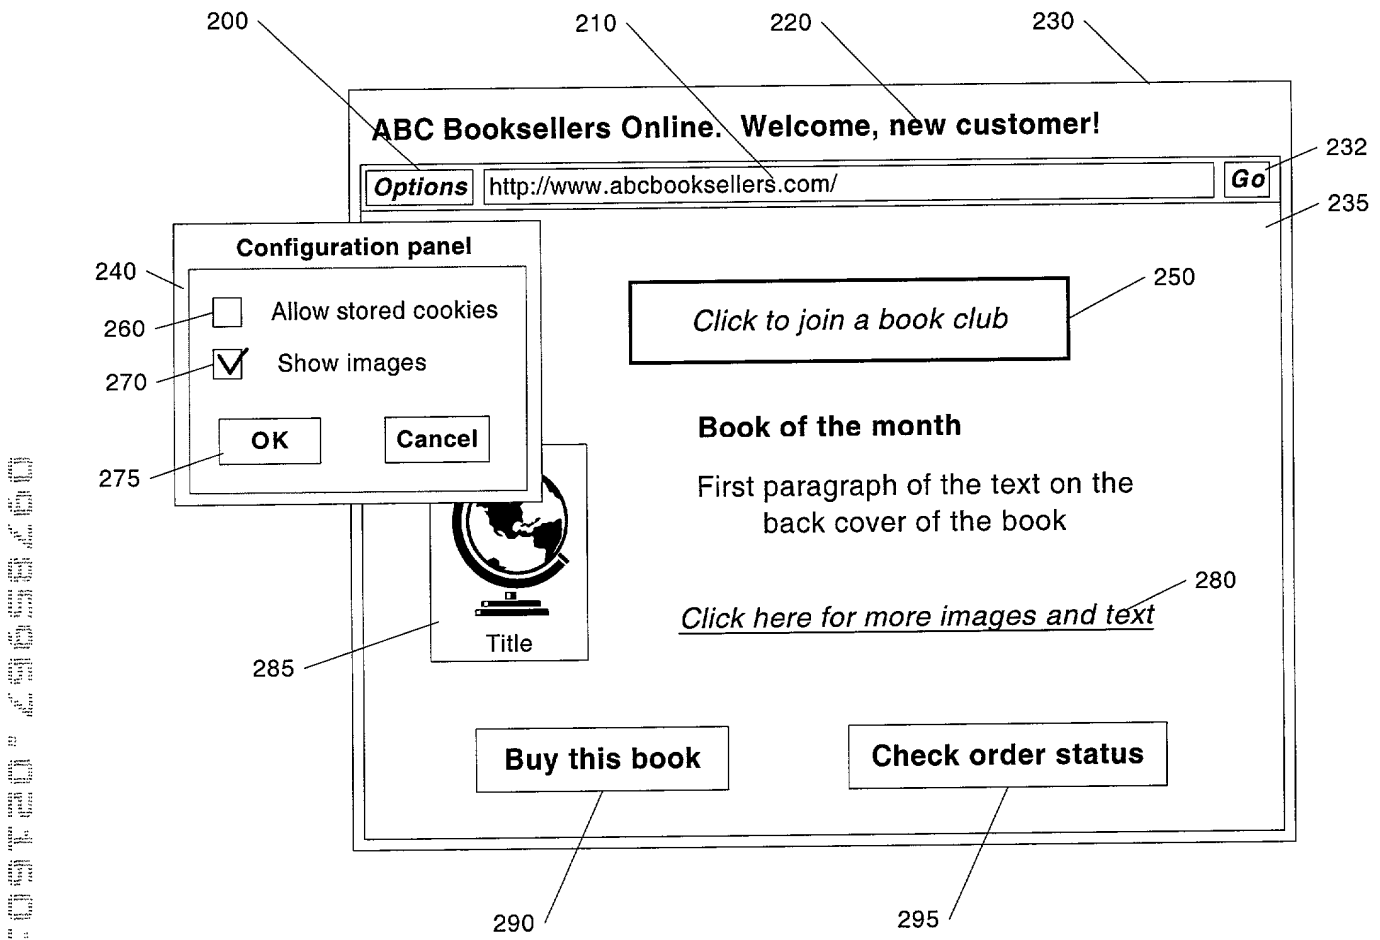 200
210
220
230
ABC Booksellers Online. Welcome, new customer!
232
Options
http://www.abcbooksellers.com/
Go
235
Configuration panel
240
250
Allow stored cookies
260
Click to join a book club
Show images
270
OK
Cancel
Book of the month
275
First paragraph of the text on the
back cover of the book
280
Click here for more images and text
Title
285
Buy this book
Check order status
290
295